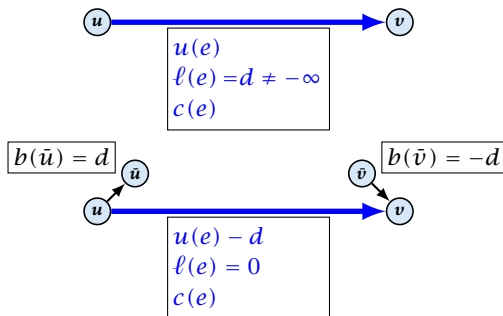 u v
u(e)
ℓ(e) =d ≠ −∞
c(e)
b(ū) = d ū v̄ b(v̄) = −d
u v
u(e) − d
ℓ(e) = 0
c(e)